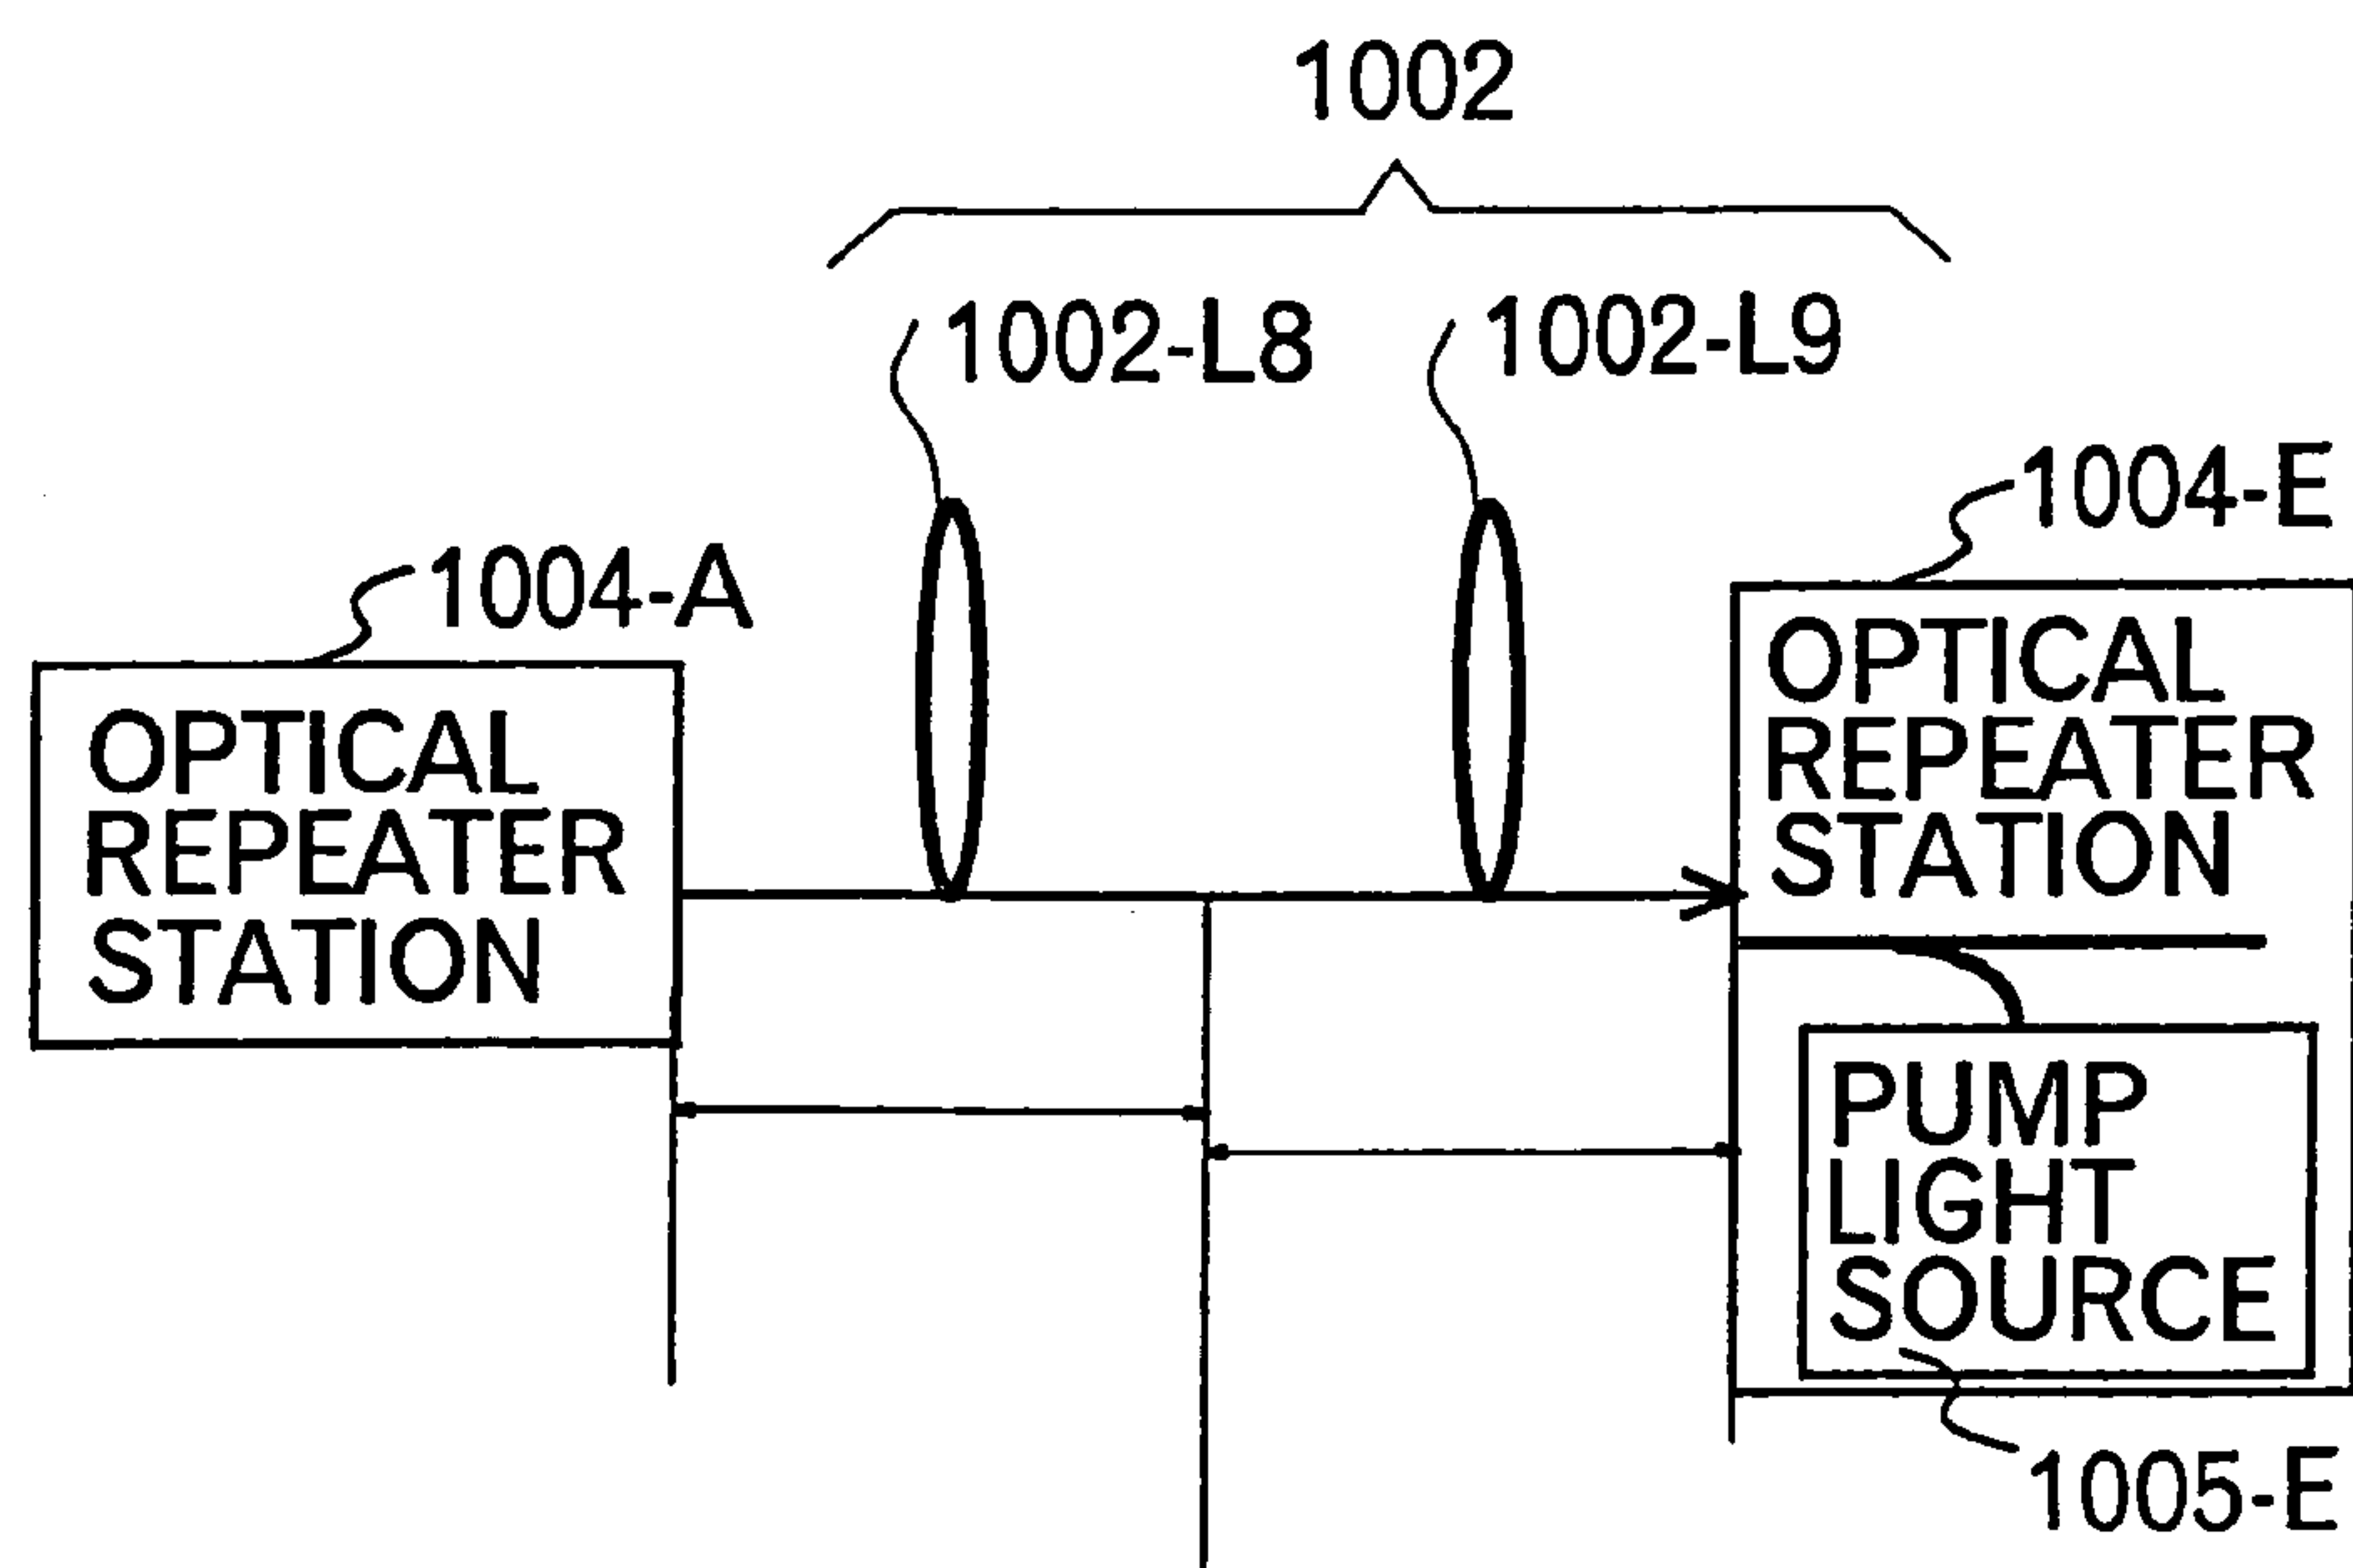 1002
1002-L8
1002-L9
1004-E
1004-A
OPTICAL
REPEATER
STATION
OPTICAL
REPEATER
STATION
PUMP
LIGHT
SOURCE
1005-E